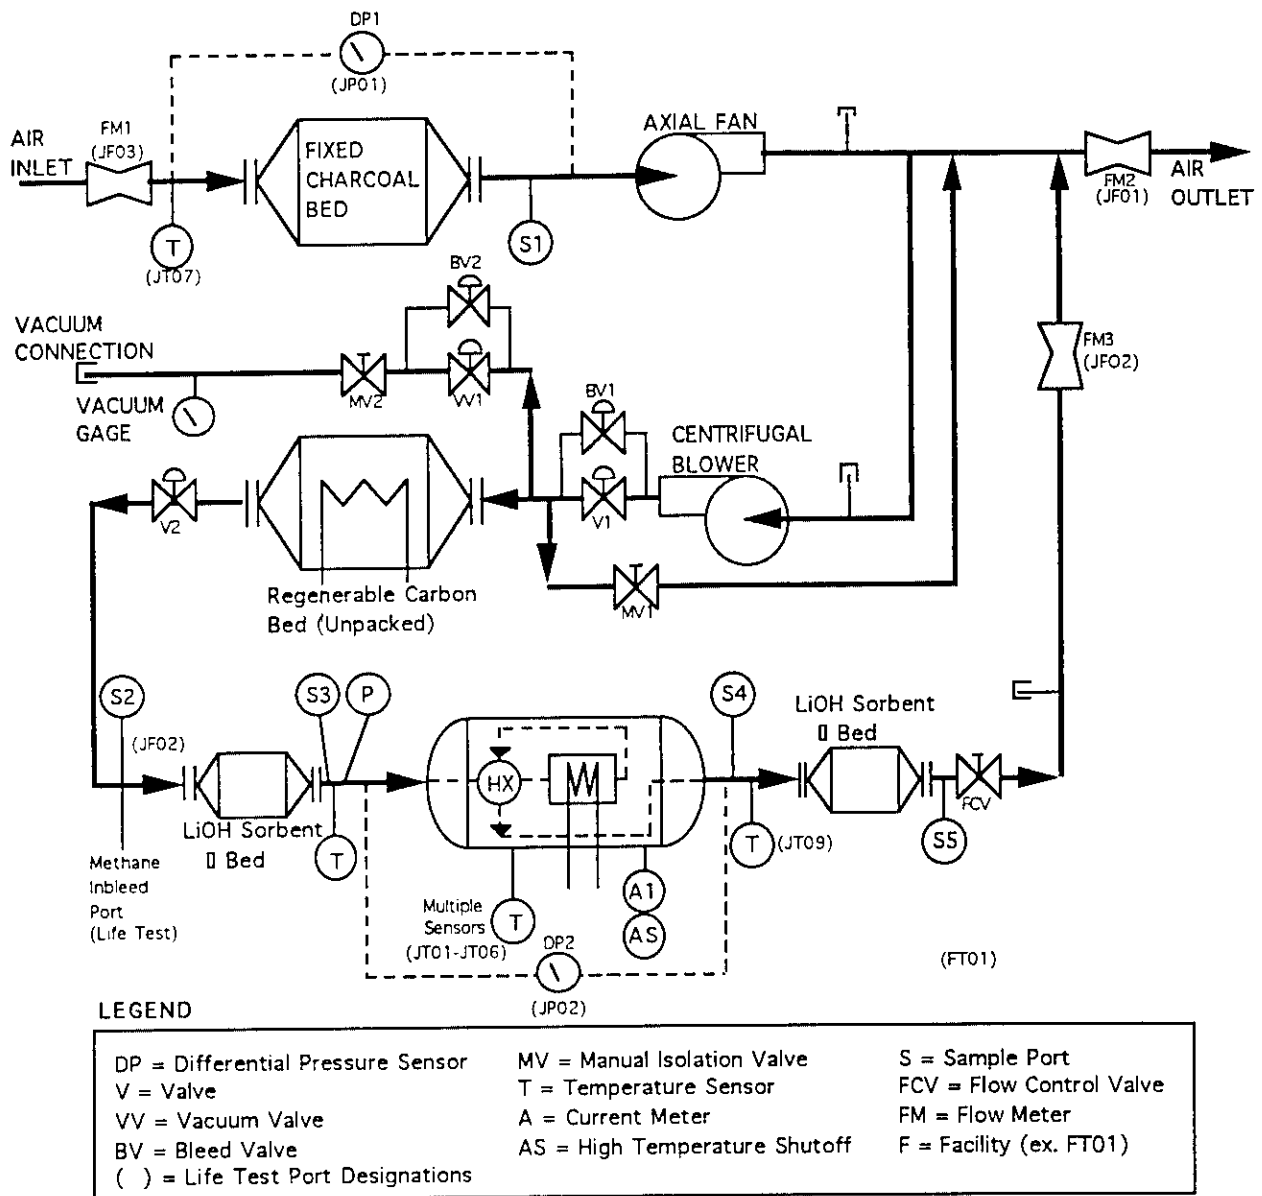 DP1
(JP01)
AIR
INLET
FM1
(JF03)
T
(JT07)
FIXED
CHARCOAL
BED
S1
AXIAL FAN
FM2
(JF01)
AIR
OUTLET
FM3
(JF02)
VACUUM
CONNECTION
VACUUM
GAGE
BV2
MV2
VV1
BV1
V1
CENTRIFUGAL
BLOWER
V2
MV1
Regenerable Carbon
Bed (Unpacked)
S2
(JF02)
S3
P
LiOH Sorbent
▯ Bed
T
Methane
Inbleed
Port
(Life Test)
HX
Multiple
Sensors
(JT01-JT06)
T
A1
AS
DP2
(JP02)
S4
T
(JT09)
LiOH Sorbent
▯ Bed
S5
FCV
(FT01)
LEGEND
DP = Differential Pressure Sensor
V = Valve
VV = Vacuum Valve
BV = Bleed Valve
( ) = Life Test Port Designations
MV = Manual Isolation Valve
T = Temperature Sensor
A = Current Meter
AS = High Temperature Shutoff
S = Sample Port
FCV = Flow Control Valve
FM = Flow Meter
F = Facility (ex. FT01)